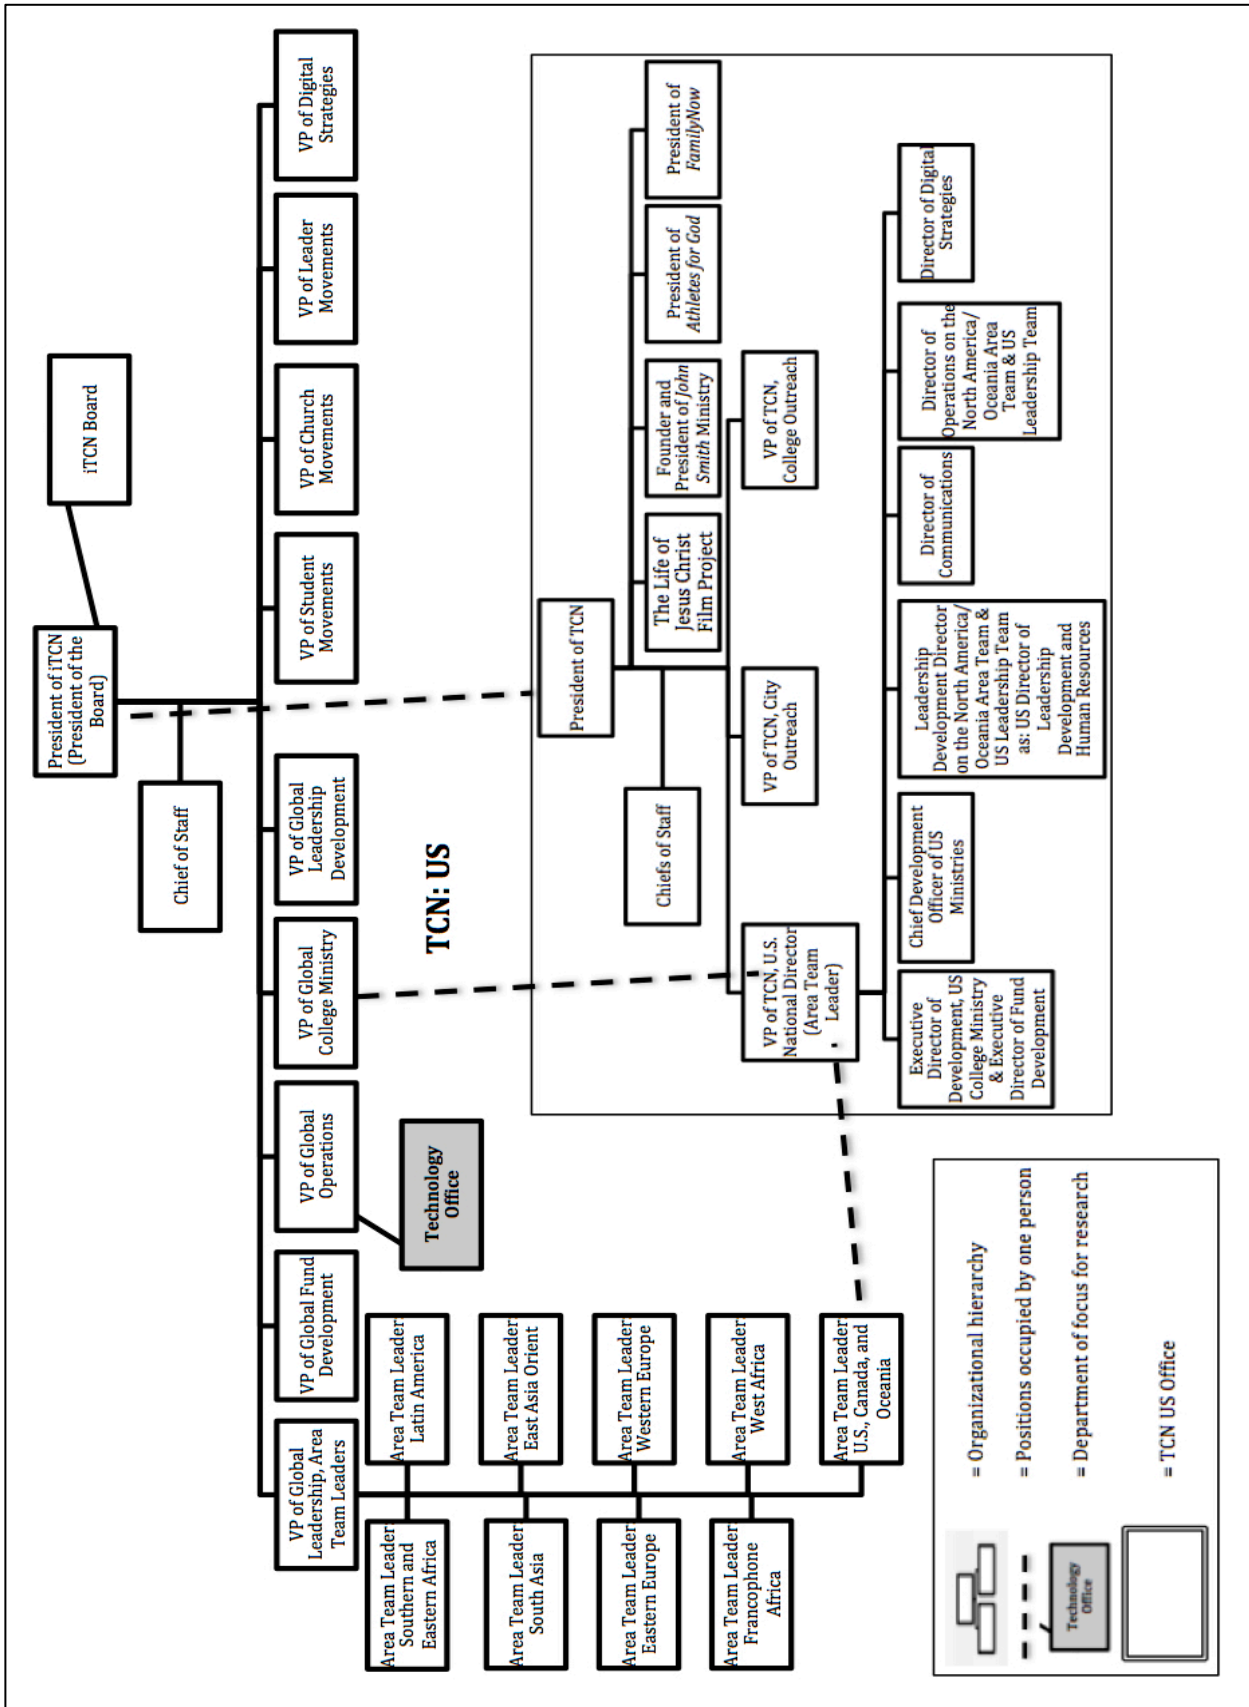 President of iTCN
(President of the
Board)
iTCN Board
Chief of Staff
VP of Global
Leadership, Area
Team Leaders
VP of Global Fund
Development
VP of Global
Operations
VP of Global
College Ministry
VP of Global
Leadership
Development
VP of Student
Movements
VP of Church
Movements
VP of Leader
Movements
VP of Digital
Strategies
Technology
Office
Area Team Leader:
Southern and
Eastern Africa
Area Team Leader:
Latin America
Area Team Leader:
South Asia
Area Team Leader:
East Asia Orient
Area Team Leader:
Eastern Europe
Area Team Leader:
Western Europe
Area Team Leader:
Francophone
Africa
Area Team Leader:
West Africa
Area Team Leader:
U.S., Canada, and
Oceania
TCN: US
President of TCN
Chiefs of Staff
The Life of
Jesus Christ
Film Project
Founder and
President of John
Smith Ministry
President of
Athletes for God
President of
FamilyNow
VP of TCN, U.S.
National Director
(Area Team
Leader)
VP of TCN, City
Outreach
VP of TCN,
College Outreach
Executive
Director of
Development, US
College Ministry
& Executive
Director of Fund
Development
Chief Development
Officer of US
Ministries
Leadership
Development Director
on the North America/
Oceania Area Team &
US Leadership Team
as: US Director of
Leadership
Development and
Human Resources
Director of
Communications
Director of
Operations on the
North America/
Oceania Area
Team & US
Leadership Team
Director of Digital
Strategies
= Organizational hierarchy
= Positions occupied by one person
Technology
Office
= Department of focus for research
= TCN US Office